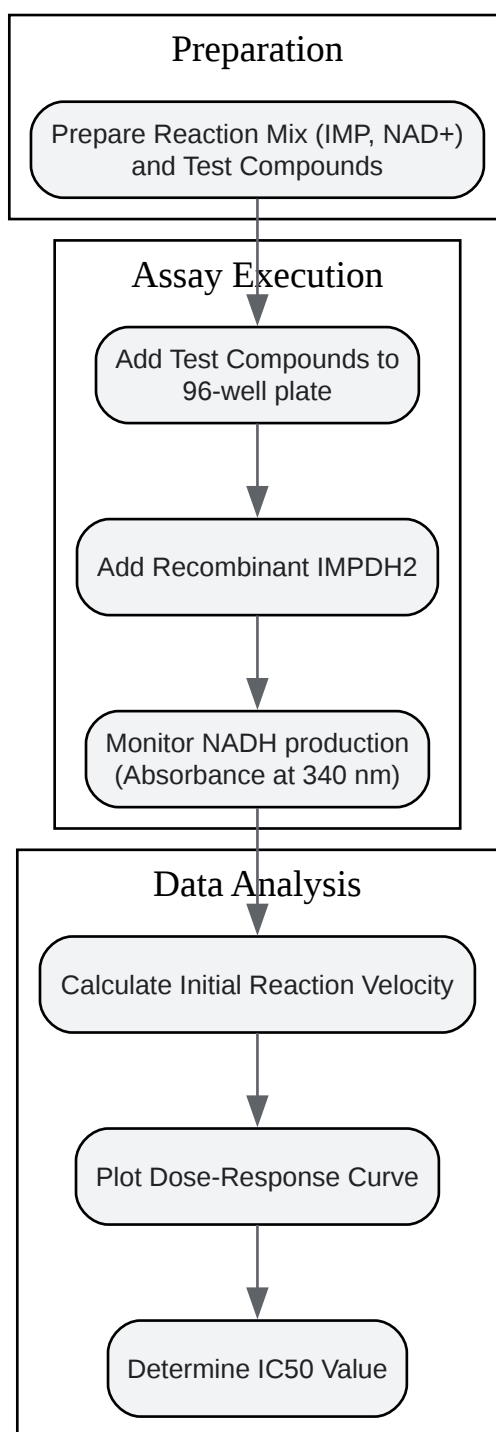 Preparation
Prepare Reaction Mix (IMP, NAD+)
and Test Compounds
Assay Execution
Add Test Compounds to
96-well plate
Add Recombinant IMPDH2
Monitor NADH production
(Absorbance at 340 nm)
Data Analysis
Calculate Initial Reaction Velocity
Plot Dose-Response Curve
Determine IC50 Value